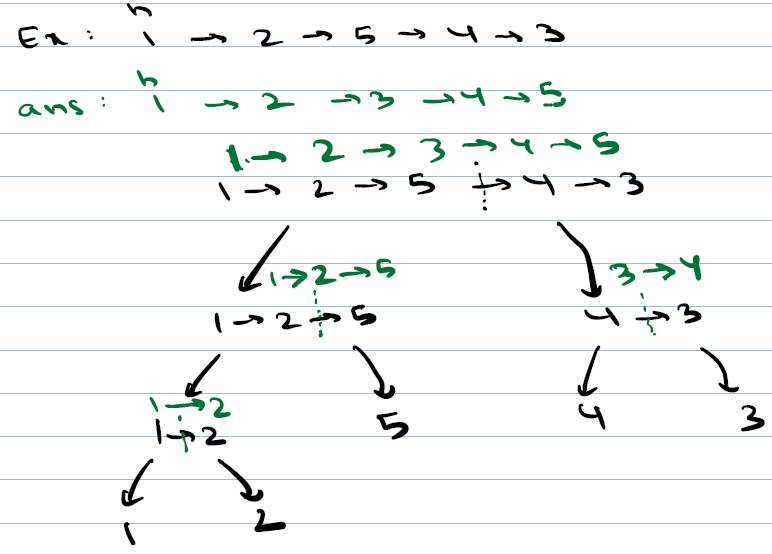 h
Ex : 1 → 2 → 5 → 4 → 3
h
ans : 1 → 2 → 3 → 4 → 5
1 → 2 → 3 → 4 → 5
1 → 2 → 5 → 4 → 3
1 → 2 → 5 3 → 4
1 → 2 → 5 4 → 3
1 → 2
1 → 2 5 4 3
1 2